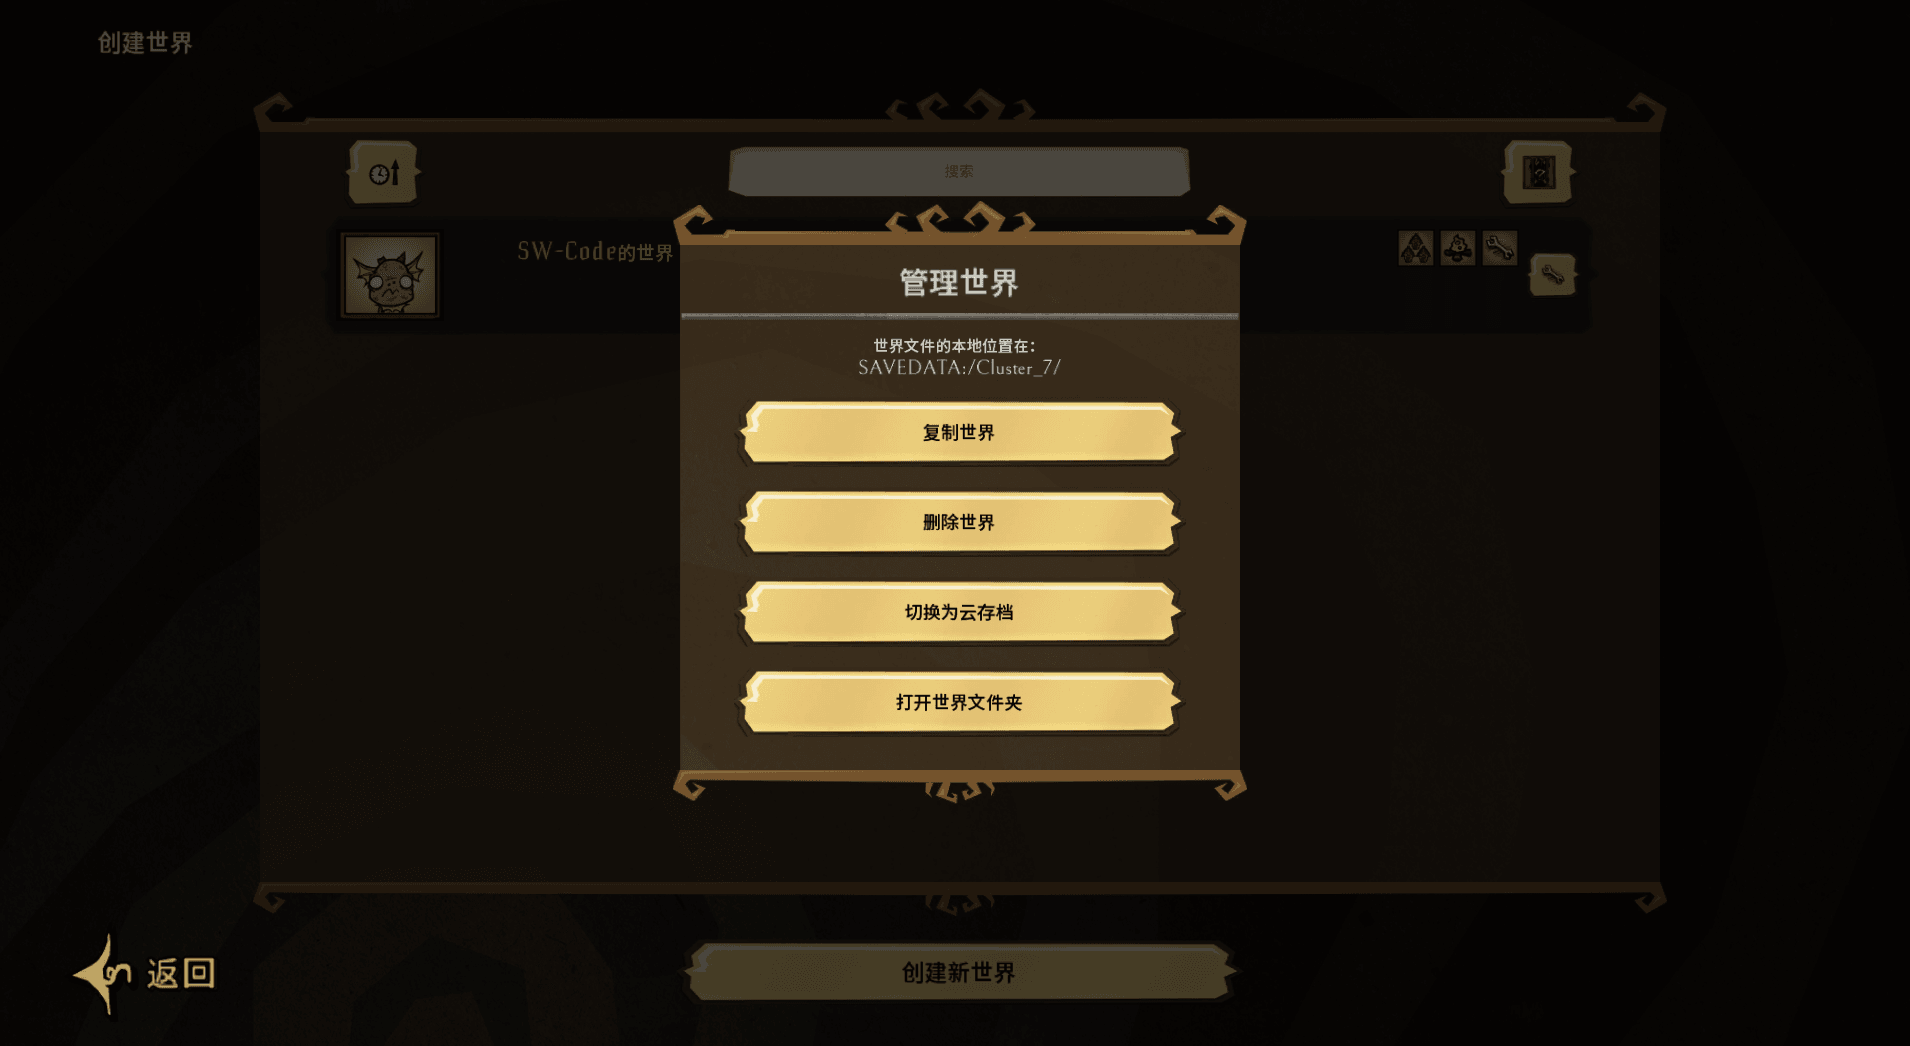 创建世界
搜索
SW-Code的世界
管理世界
世界文件的本地位置在：
SAVEDATA:/Cluster_7/
复制世界
删除世界
切换为云存档
打开世界文件夹
返回
创建新世界